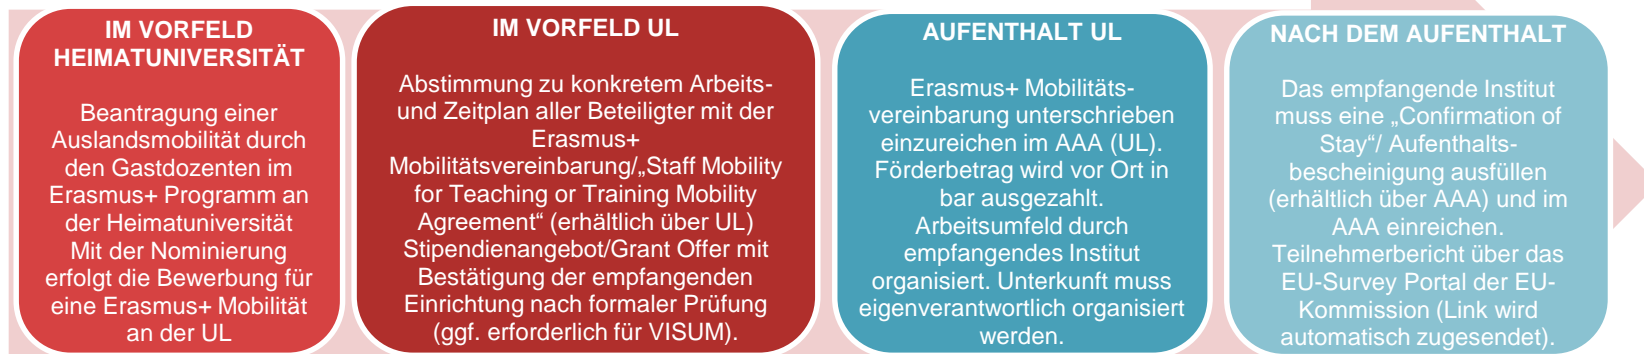 IM VORFELD
HEIMATUNIVERSITÄT
Beantragung einer
Auslandsmobilität durch
den Gastdozenten im
Erasmus+ Programm an
der Heimatuniversität
Mit der Nominierung
erfolgt die Bewerbung für
eine Erasmus+ Mobilität
an der UL
IM VORFELD UL
Abstimmung zu konkretem Arbeits-
und Zeitplan aller Beteiligter mit der
Erasmus+
Mobilitätsvereinbarung/„Staff Mobility
for Teaching or Training Mobility
Agreement“ (erhältlich über UL)
Stipendienangebot/Grant Offer mit
Bestätigung der empfangenden
Einrichtung nach formaler Prüfung
(ggf. erforderlich für VISUM).
AUFENTHALT UL
Erasmus+ Mobilitäts-
vereinbarung unterschrieben
einzureichen im AAA (UL).
Förderbetrag wird vor Ort in
bar ausgezahlt.
Arbeitsumfeld durch
empfangendes Institut
organisiert. Unterkunft muss
eigenverantwortlich organisiert
werden.
NACH DEM AUFENTHALT
Das empfangende Institut
muss eine „Confirmation of
Stay“/ Aufenthalts-
bescheinigung ausfüllen
(erhältlich über AAA) und im
AAA einreichen.
Teilnehmerbericht über das
EU-Survey Portal der EU-
Kommission (Link wird
automatisch zugesendet).